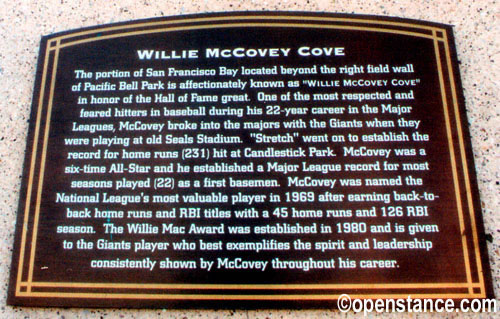 WILLIE McCOVEY COVE
The portion of San Francisco Bay located beyond the right field wall
of Pacific Bell Park is affectionately known as "WILLIE McCOVEY COVE"
in honor of the Hall of Fame great. One of the most respected and
feared hitters in baseball during his 22-year career in the Major
Leagues, McCovey broke into the majors with the Giants when they
were playing at old Seals Stadium. "Stretch" went on to establish the
record for home runs (231) hit at Candlestick Park. McCovey was a
six-time All-Star and he established a Major League record for most
seasons played (22) as a first basemen. McCovey was named the
National League's most valuable player in 1969 after earning back-to-
back home runs and RBI titles with a 45 home runs and 126 RBI
season. The Willie Mac Award was established in 1980 and is given
to the Giants player who best exemplifies the spirit and leadership
consistently shown by McCovey throughout his career.
©openstance.com